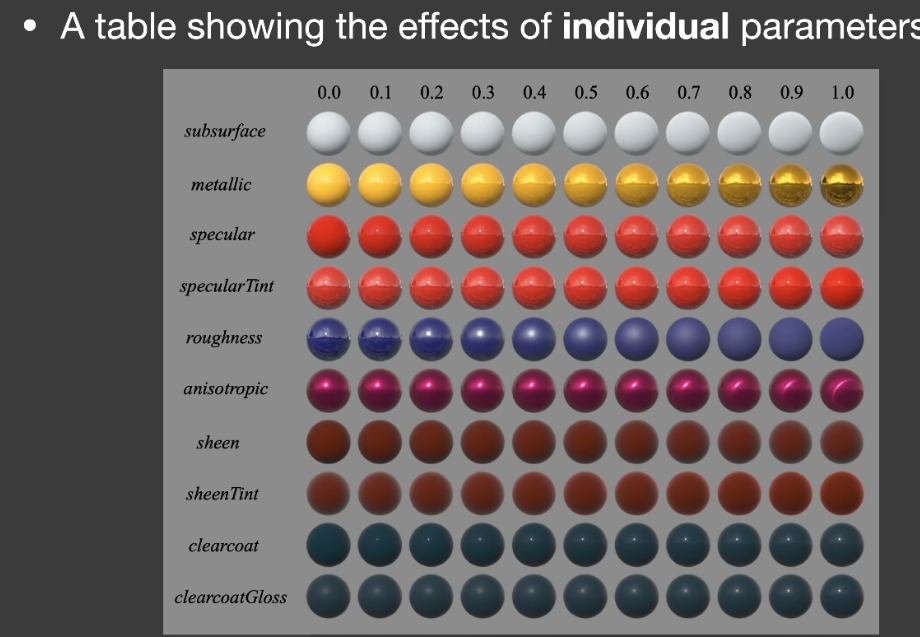 • A table showing the effects of individual parameters
0.0 0.1 0.2 0.3 0.4 0.5 0.6 0.7 0.8 0.9 1.0
subsurface
metallic
specular
specularTint
roughness
anisotropic
sheen
sheenTint
clearcoat
clearcoatGloss